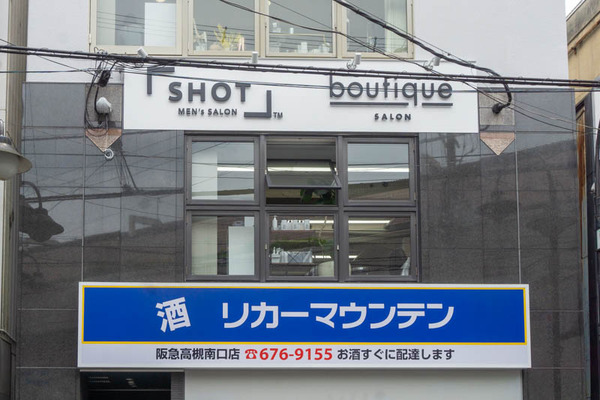 「SHOT」™
MEN's SALON
boutique
SALON
酒 リカーマウンテン
阪急高槻南口店 ☎676-9155 お酒すぐに配達します